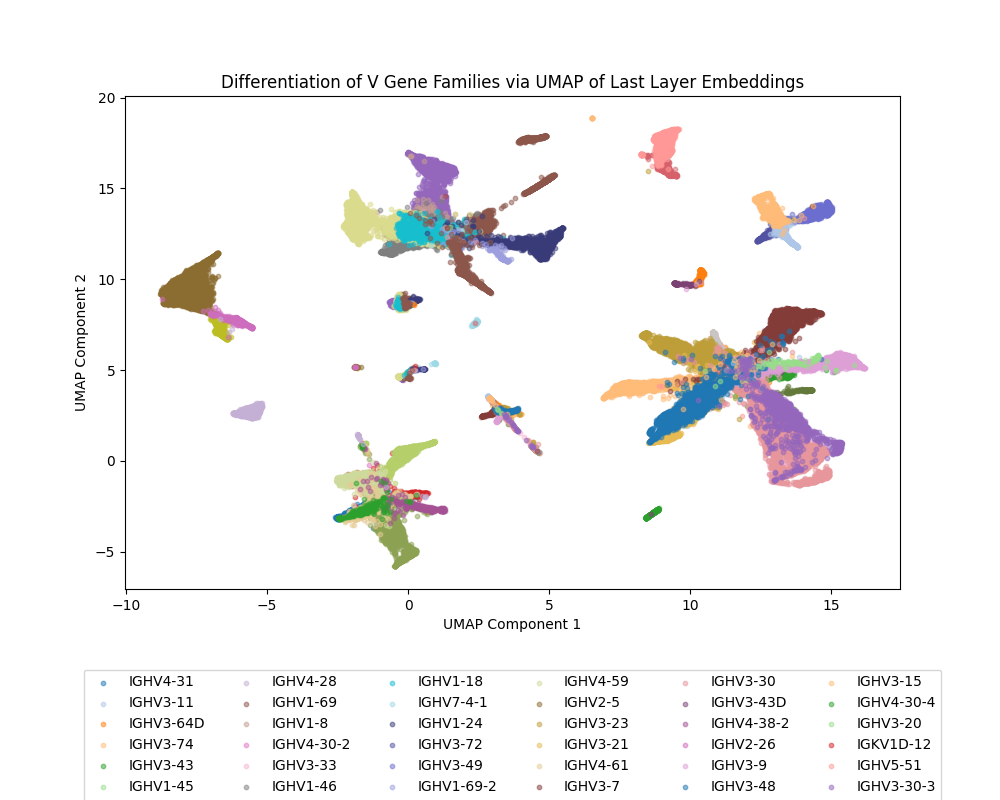 Differentiation of V Gene Families via UMAP of Last Layer Embeddings
20
15
10
5
0
−5
UMAP Component 2
−10 −5 0 5 10 15
UMAP Component 1
IGHV4-31 IGHV4-28 IGHV1-18 IGHV4-59 IGHV3-30 IGHV3-15
IGHV3-11 IGHV1-69 IGHV7-4-1 IGHV2-5 IGHV3-43D IGHV4-30-4
IGHV3-64D IGHV1-8 IGHV1-24 IGHV3-23 IGHV4-38-2 IGHV3-20
IGHV3-74 IGHV4-30-2 IGHV3-72 IGHV3-21 IGHV2-26 IGKV1D-12
IGHV3-43 IGHV3-33 IGHV3-49 IGHV4-61 IGHV3-9 IGHV5-51
IGHV1-45 IGHV1-46 IGHV1-69-2 IGHV3-7 IGHV3-48 IGHV3-30-3